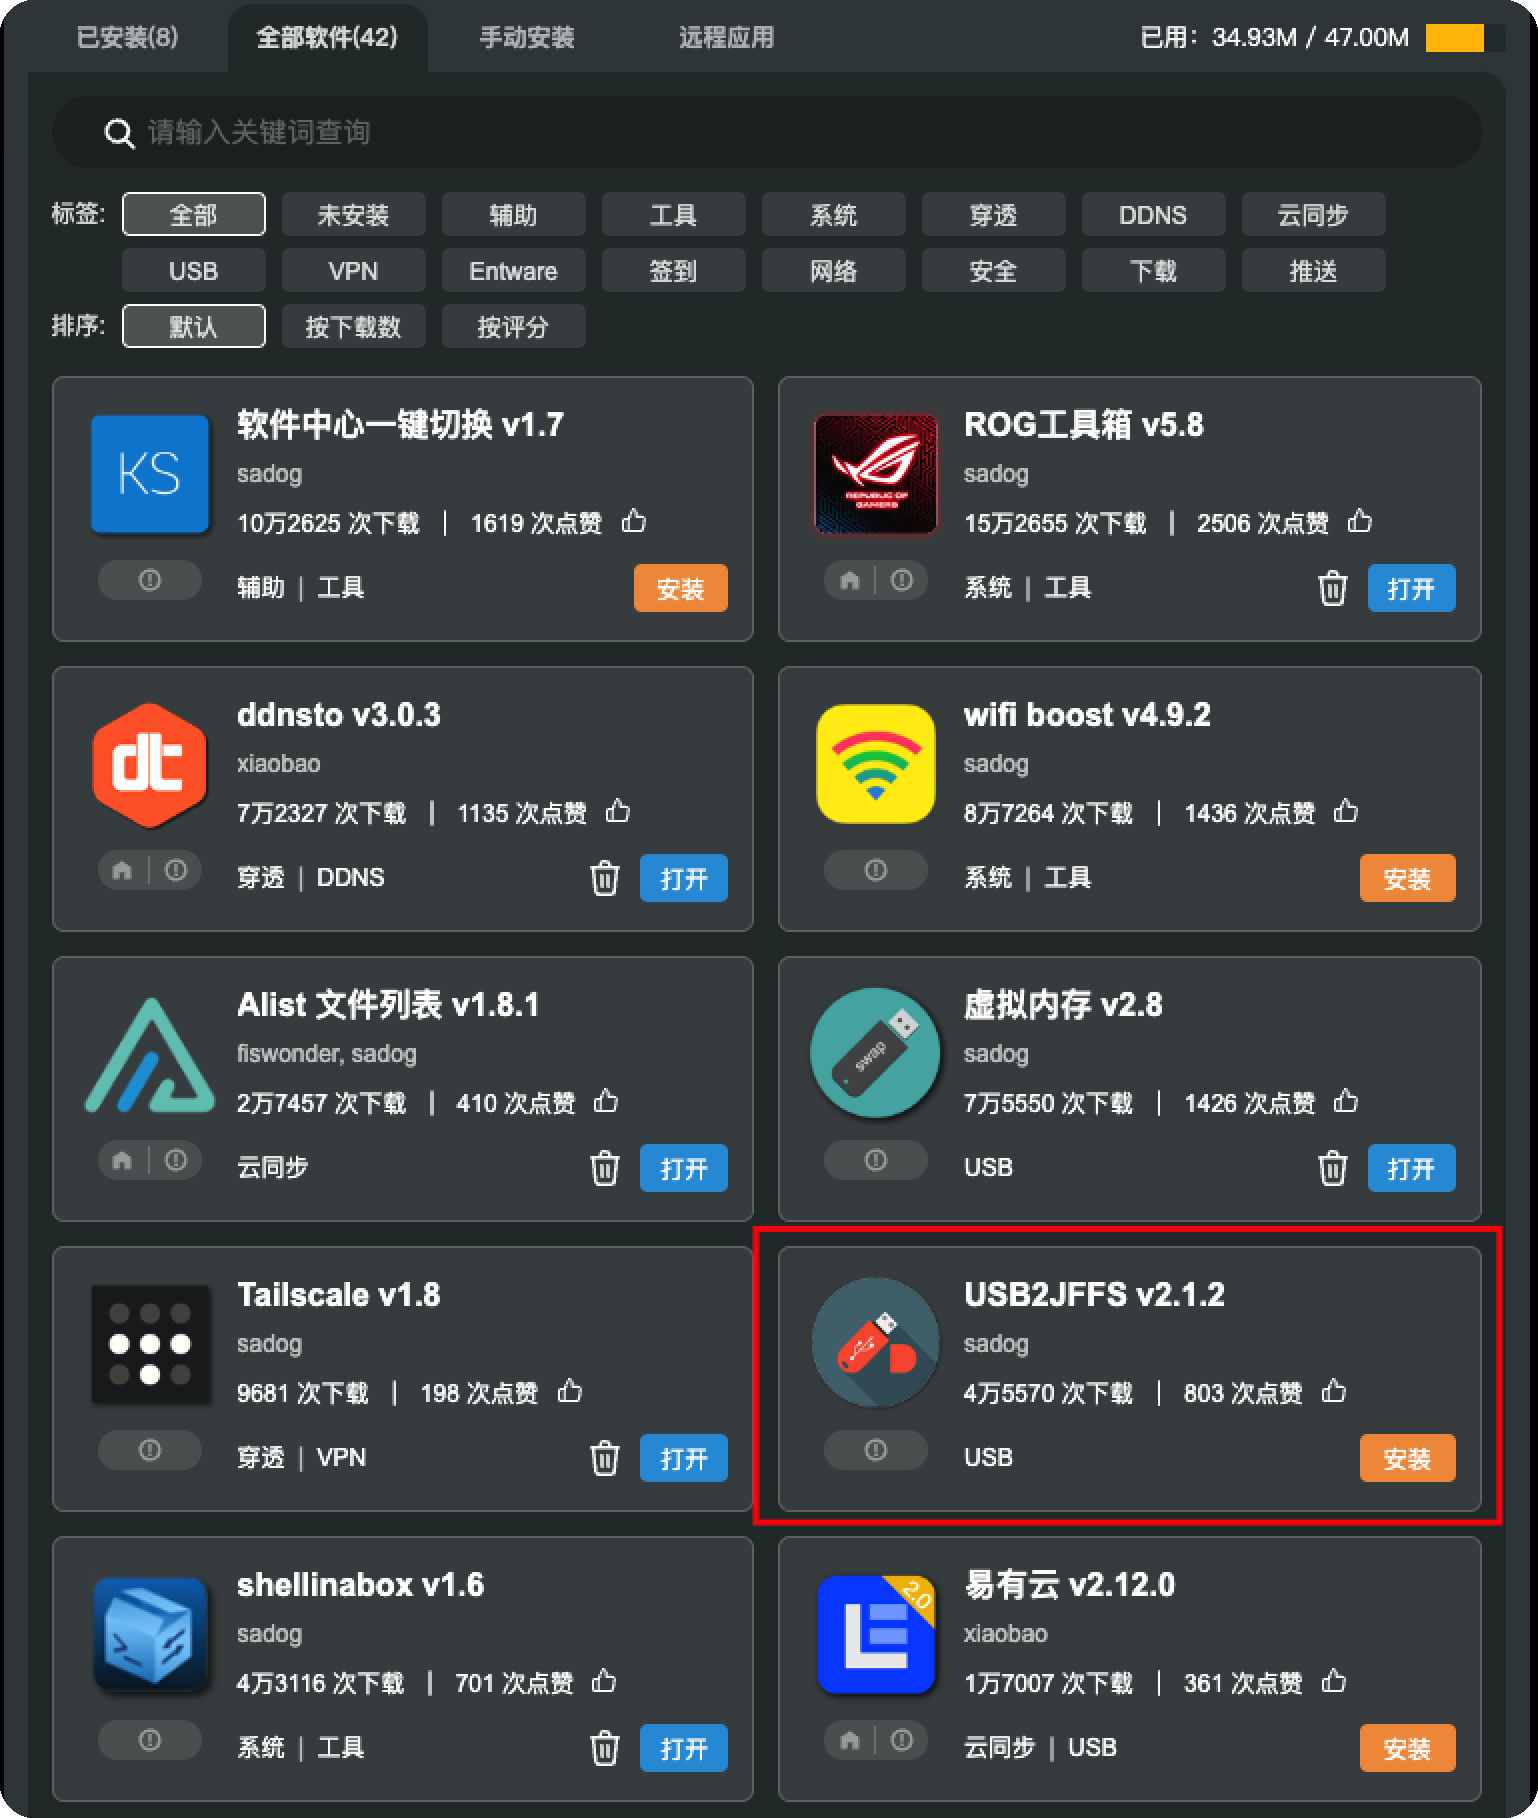 已安装(8) 全部软件(42) 手动安装 远程应用 已用：34.93M / 47.00M
请输入关键词查询
标签: 全部 未安装 辅助 工具 系统 穿透 DDNS 云同步
USB VPN Entware 签到 网络 安全 下载 推送
排序: 默认 按下载数 按评分
KS
软件中心一键切换 v1.7
sadog
10万2625 次下载 | 1619 次点赞
辅助 | 工具 安装
REPUBLIC OF
GAMERS
ROG工具箱 v5.8
sadog
15万2655 次下载 | 2506 次点赞
系统 | 工具 打开
dt
ddnsto v3.0.3
xiaobao
7万2327 次下载 | 1135 次点赞
穿透 | DDNS 打开
wifi boost v4.9.2
sadog
8万7264 次下载 | 1436 次点赞
系统 | 工具 安装
Alist 文件列表 v1.8.1
fiswonder, sadog
2万7457 次下载 | 410 次点赞
云同步 打开
swap
虚拟内存 v2.8
sadog
7万5550 次下载 | 1426 次点赞
USB 打开
Tailscale v1.8
sadog
9681 次下载 | 198 次点赞
穿透 | VPN 打开
USB2JFFS v2.1.2
sadog
4万5570 次下载 | 803 次点赞
USB 安装
shellinabox v1.6
sadog
4万3116 次下载 | 701 次点赞
系统 | 工具 打开
2.0
易有云 v2.12.0
xiaobao
1万7007 次下载 | 361 次点赞
云同步 | USB 安装